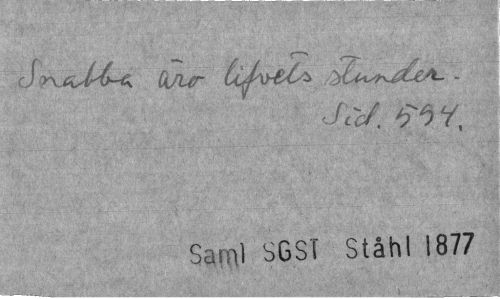 Snabba äro lifvets stunder.
Sid. 594.
Saml SGST Ståhl 1877